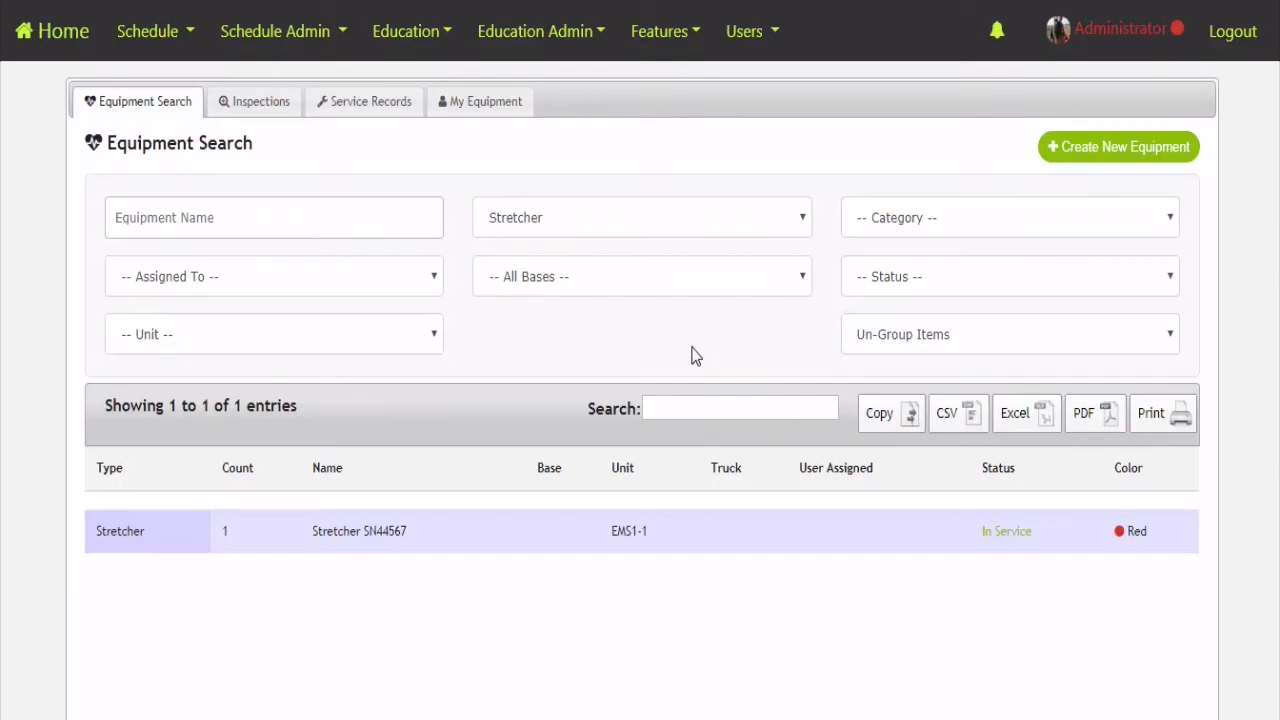 Home Schedule Schedule Admin Education Education Admin Features Users Administrator Logout
Equipment Search Inspections Service Records My Equipment
Equipment Search
+ Create New Equipment
Equipment Name Stretcher -- Category --
-- Assigned To -- -- All Bases -- -- Status --
-- Unit -- Un-Group Items
Showing 1 to 1 of 1 entries Search: Copy CSV Excel PDF Print
Type Count Name Base Unit Truck User Assigned Status Color
Stretcher 1 Stretcher SN44567 EMS1-1 In Service Red